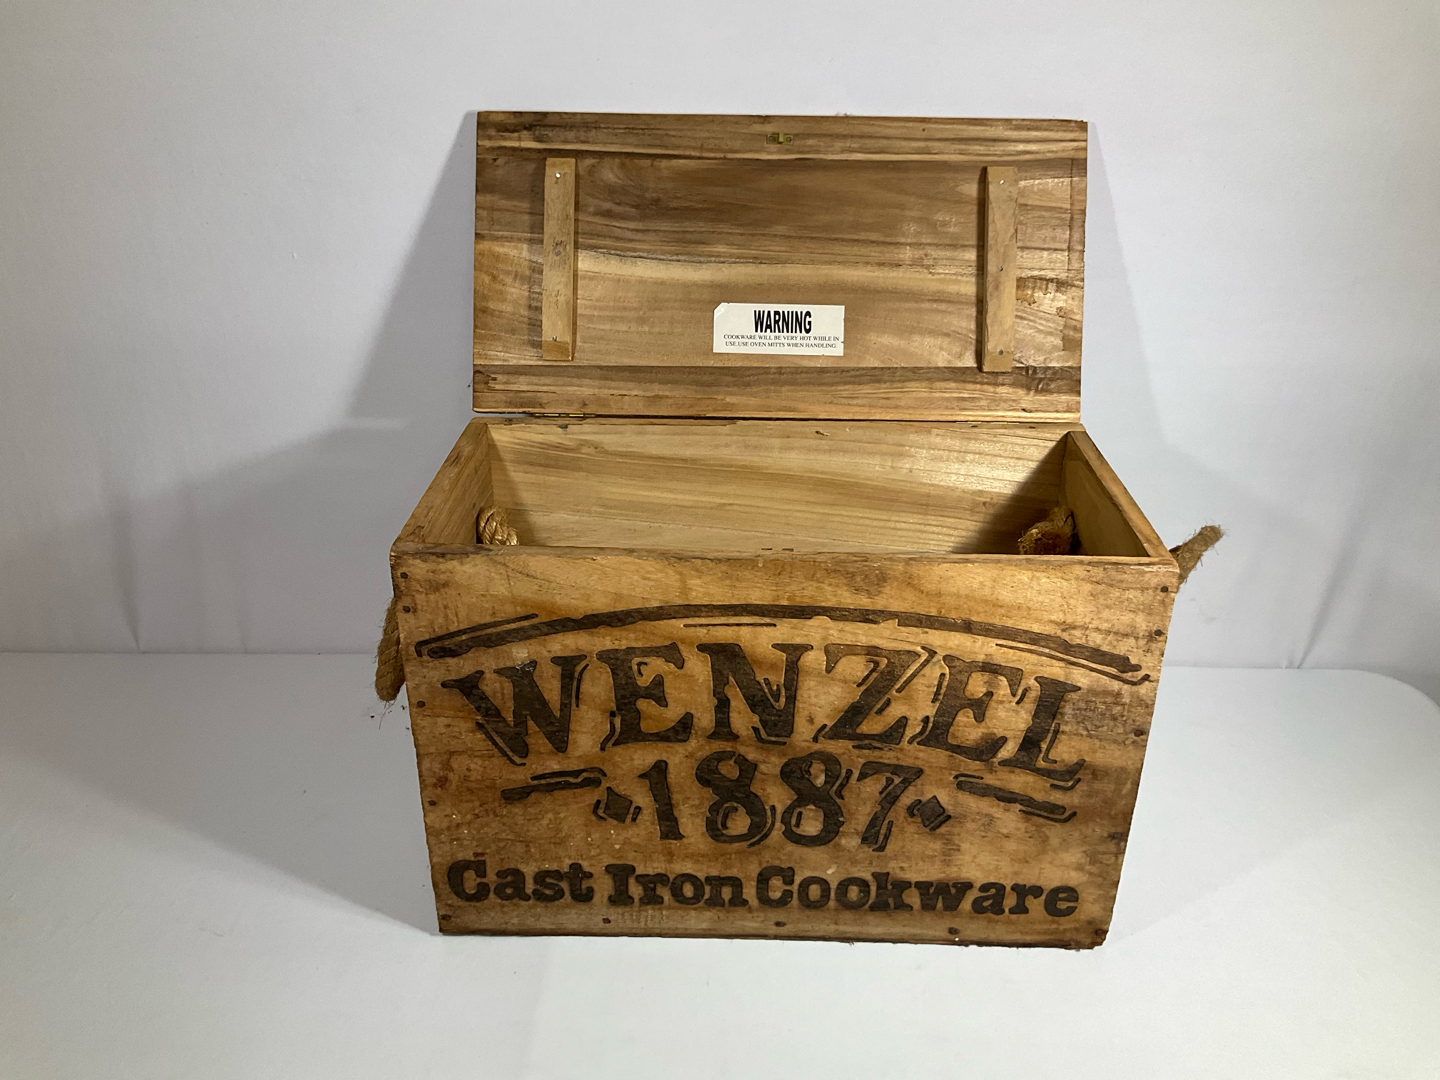 WARNING
COOKWARE WILL BE VERY HOT WHILE IN
USE.USE OVEN MITTS WHEN HANDLING
WENZEL
1887
Cast Iron Cookware